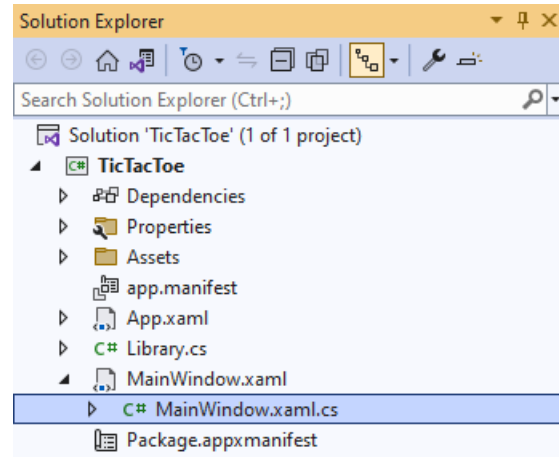 Solution Explorer
Search Solution Explorer (Ctrl+;)
Solution 'TicTacToe' (1 of 1 project)
C# TicTacToe
Dependencies
Properties
Assets
app.manifest
App.xaml
C# Library.cs
MainWindow.xaml
C# MainWindow.xaml.cs
Package.appxmanifest